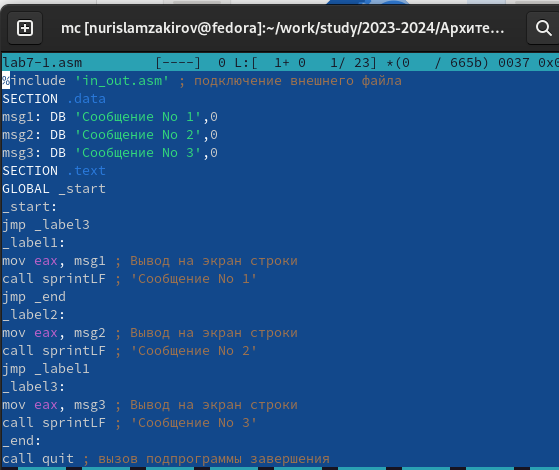 mc [nurislamzakirov@fedora]:~/work/study/2023-2024/Архите...
lab7-1.asm [----] 0 L:[ 1+ 0 1/ 23] *(0 / 665b) 0037 0x0
%include 'in_out.asm' ; подключение внешнего файла
SECTION .data
msg1: DB 'Сообщение No 1',0
msg2: DB 'Сообщение No 2',0
msg3: DB 'Сообщение No 3',0
SECTION .text
GLOBAL _start
_start:
jmp _label3
_label1:
mov eax, msg1 ; Вывод на экран строки
call sprintLF ; 'Сообщение No 1'
jmp _end
_label2:
mov eax, msg2 ; Вывод на экран строки
call sprintLF ; 'Сообщение No 2'
jmp _label1
_label3:
mov eax, msg3 ; Вывод на экран строки
call sprintLF ; 'Сообщение No 3'
_end:
call quit ; вызов подпрограммы завершения